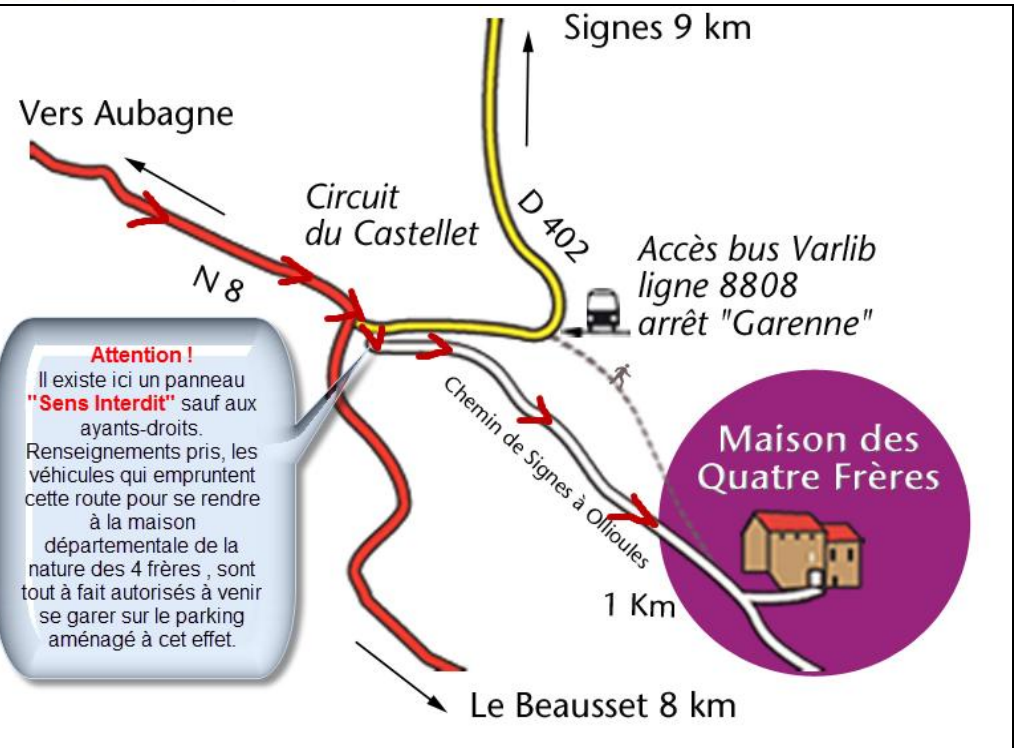 Signes 9 km
Vers Aubagne
Circuit
du Castellet
D 402
N 8
Accès bus Varlib
ligne 8808
arrêt "Garenne"
Attention !
Il existe ici un panneau
"Sens Interdit" sauf aux
ayants-droits.
Renseignements pris, les
véhicules qui empruntent
cette route pour se rendre
à la maison
départementale de la
nature des 4 frères , sont
tout à fait autorisés à venir
se garer sur le parking
aménagé à cet effet.
Chemin de Signes à Ollioules
Maison des
Quatre Frères
1 Km
Le Beausset 8 km